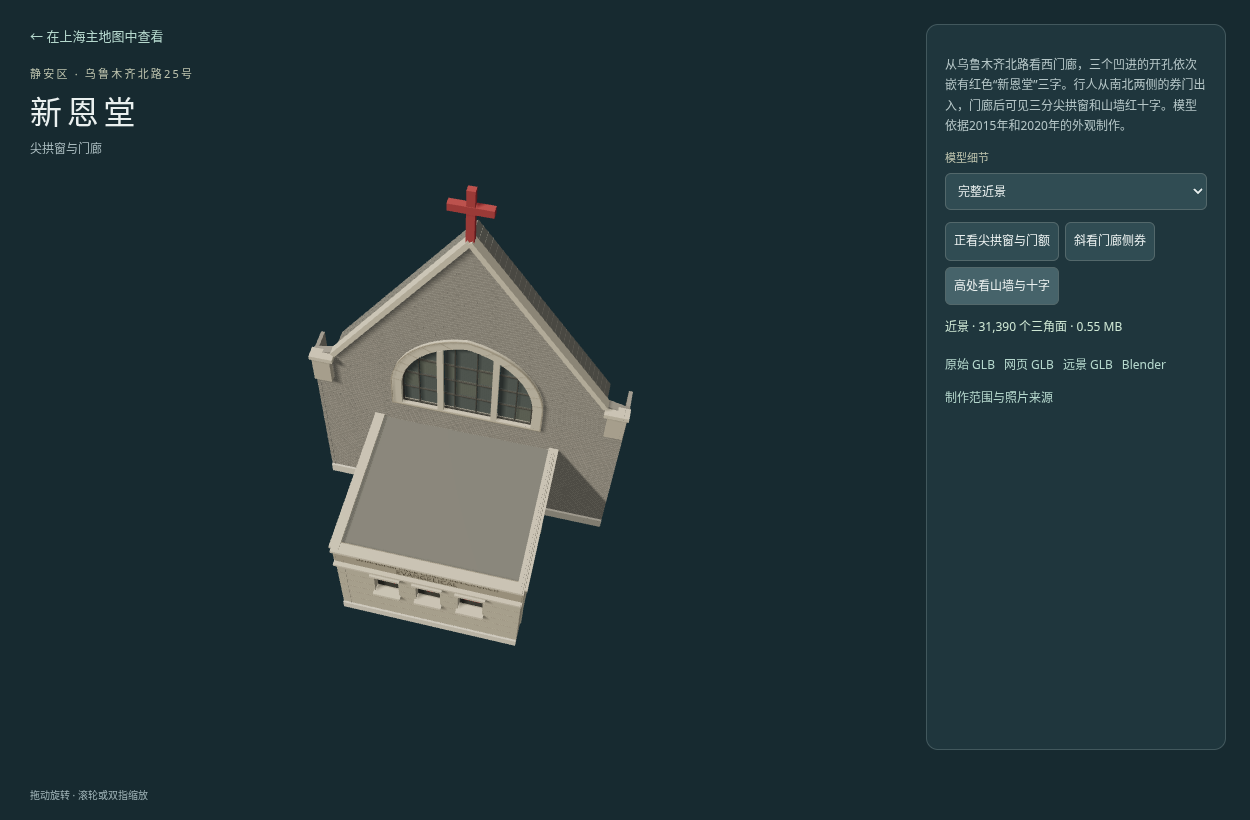 ← 在上海主地图中查看
静安区 · 乌鲁木齐北路25号
新恩堂
尖拱窗与门廊
从乌鲁木齐北路看西门廊，三个凹进的开孔依次
嵌有红色“新恩堂”三字。行人从南北两侧的券门出
入，门廊后可见三分尖拱窗和山墙红十字。模型
依据2015年和2020年的外观制作。
模型细节
完整近景
正看尖拱窗与门额
斜看门廊侧券
高处看山墙与十字
近景 · 31,390 个三角面 · 0.55 MB
原始 GLB 网页 GLB 远景 GLB Blender
制作范围与照片来源
拖动旋转 · 滚轮或双指缩放